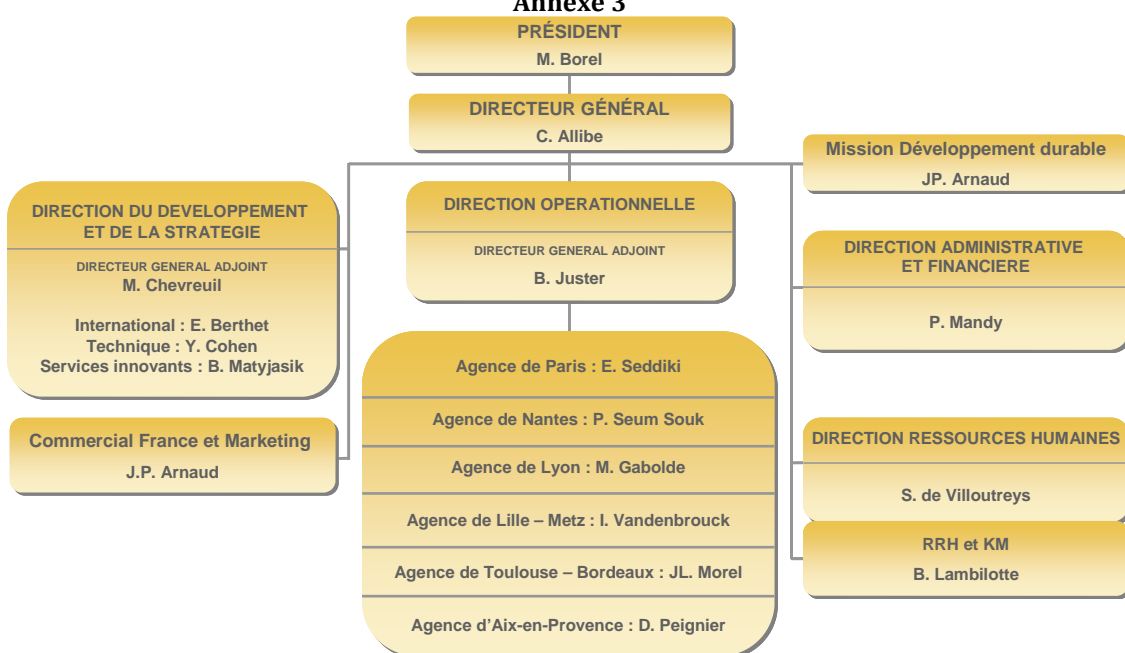 Annexe 3
PRÉSIDENT
M. Borel
DIRECTEUR GÉNÉRAL
C. Allibe
Mission Développement durable
JP. Arnaud
DIRECTION DU DEVELOPPEMENT
ET DE LA STRATEGIE
DIRECTEUR GENERAL ADJOINT
M. Chevreuil
International : E. Berthet
Technique : Y. Cohen
Services innovants : B. Matyjasik
DIRECTION OPERATIONNELLE
DIRECTEUR GENERAL ADJOINT
B. Juster
DIRECTION ADMINISTRATIVE
ET FINANCIERE
P. Mandy
Commercial France et Marketing
J.P. Arnaud
Agence de Paris : E. Seddiki
Agence de Nantes : P. Seum Souk
Agence de Lyon : M. Gabolde
Agence de Lille – Metz : I. Vandenbrouck
Agence de Toulouse – Bordeaux : JL. Morel
Agence d’Aix-en-Provence : D. Peignier
DIRECTION RESSOURCES HUMAINES
S. de Villoutreys
RRH et KM
B. Lambilotte